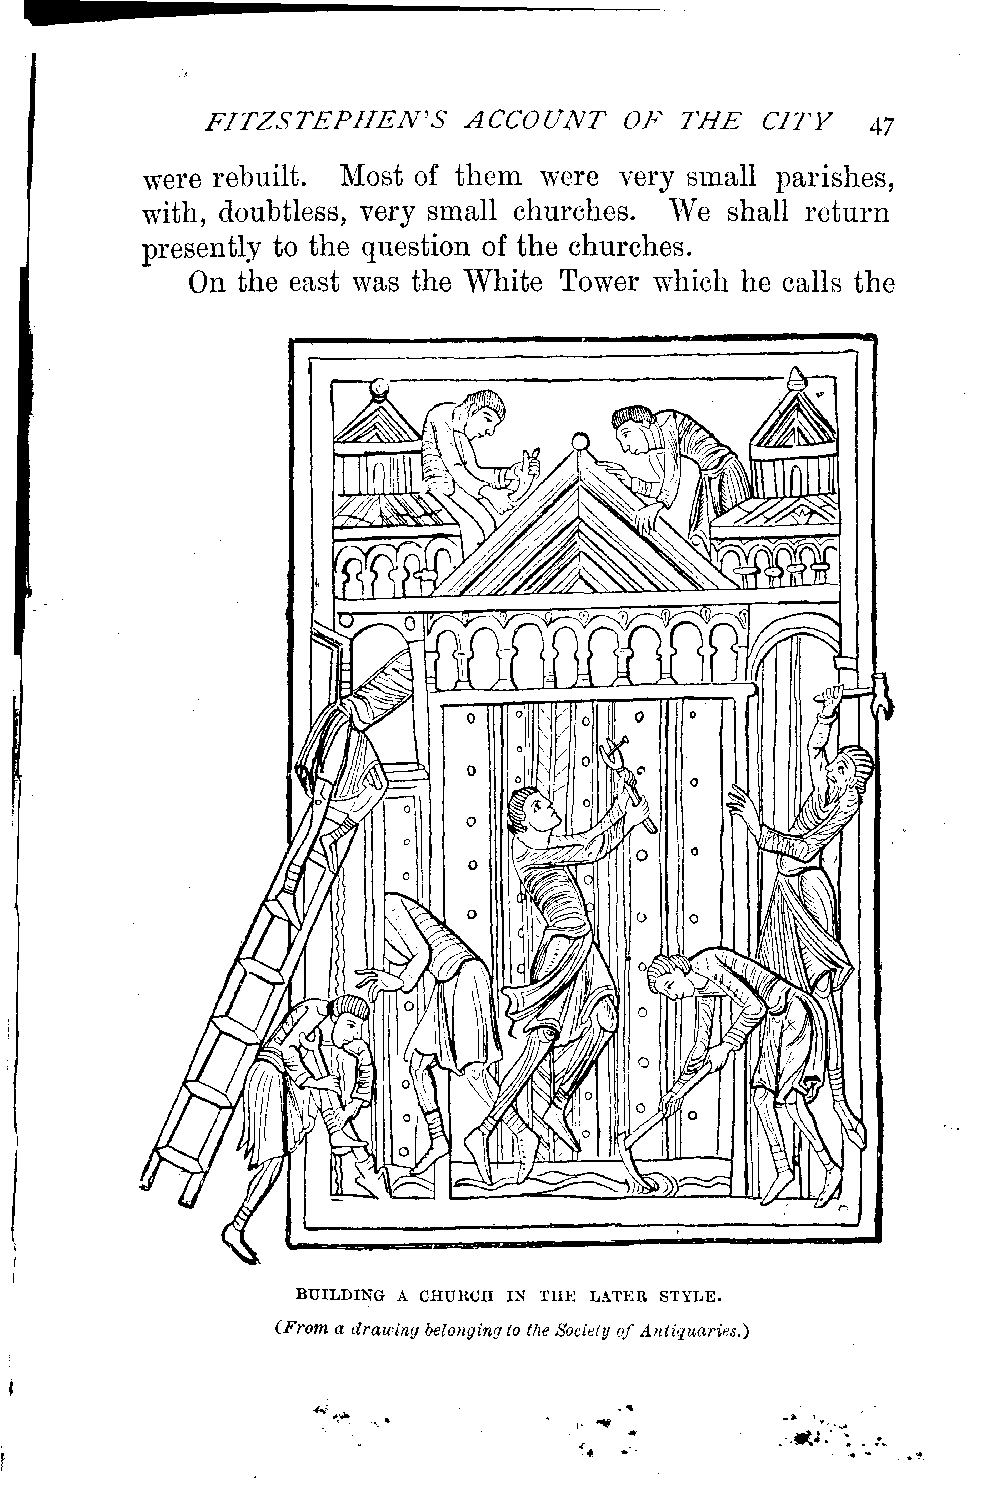 FITZSTEPHEN'S ACCOUNT OF THE CITY 47
were rebuilt. Most of them were very small parishes,
with, doubtless, very small churches. We shall return
presently to the question of the churches.
On the east was the White Tower which he calls the
BUILDING A CHURCH IN THE LATER STYLE.
(From a drawing belonging to the Society of Antiquaries.)